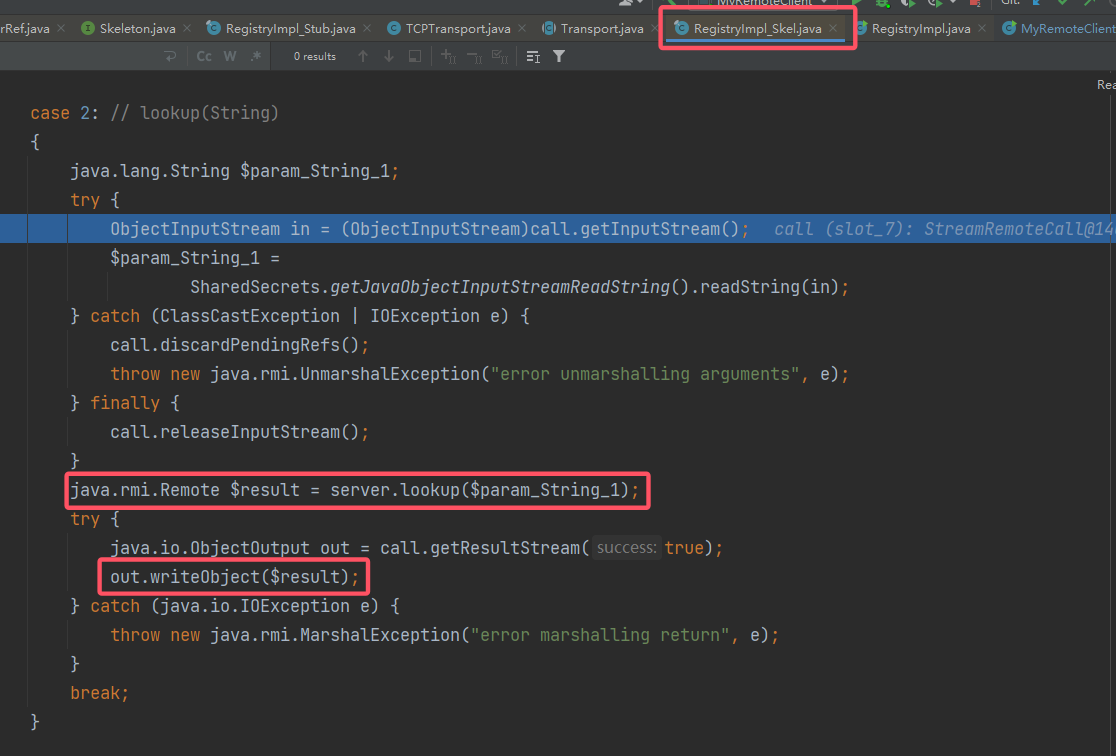 MyRemoteClient Git:
rRef.java Skeleton.java RegistryImpl_Stub.java TCPTransport.java Transport.java RegistryImpl_Skel.java RegistryImpl.java MyRemoteClient
Cc W .* 0 results
Rea
case 2: // lookup(String)
{
java.lang.String $param_String_1;
try {
ObjectInputStream in = (ObjectInputStream)call.getInputStream(); call (slot_7): StreamRemoteCall@14
$param_String_1 =
SharedSecrets.getJavaObjectInputStreamReadString().readString(in);
} catch (ClassCastException | IOException e) {
call.discardPendingRefs();
throw new java.rmi.UnmarshalException("error unmarshalling arguments", e);
} finally {
call.releaseInputStream();
}
java.rmi.Remote $result = server.lookup($param_String_1);
try {
java.io.ObjectOutput out = call.getResultStream( success: true);
out.writeObject($result);
} catch (java.io.IOException e) {
throw new java.rmi.MarshalException("error marshalling return", e);
}
break;
}